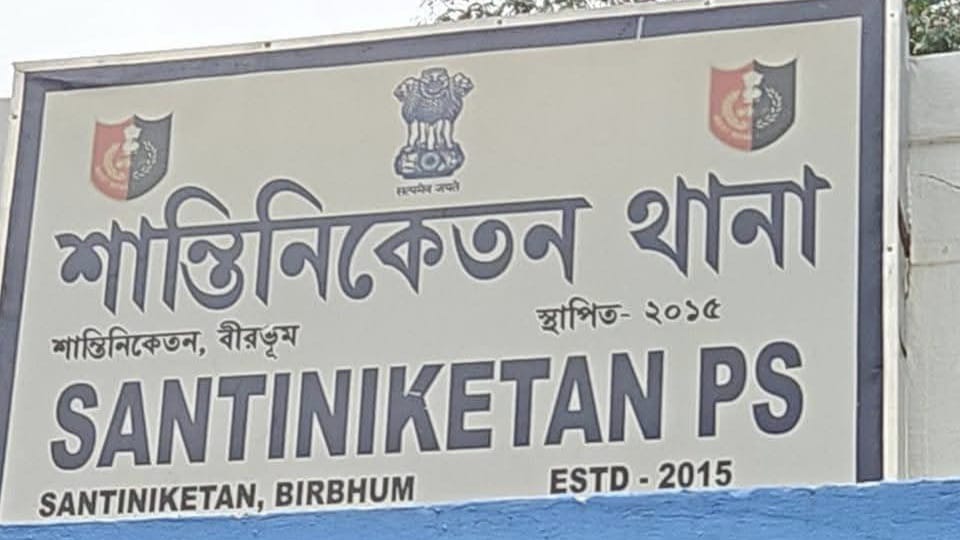 सत्यमेव जयते
শান্তিনিকেতন থানা
শান্তিনিকেতন, বীরভূম
স্থাপিত- ২০১৫
SANTINIKETAN PS
SANTINIKETAN, BIRBHUM
ESTD - 2015